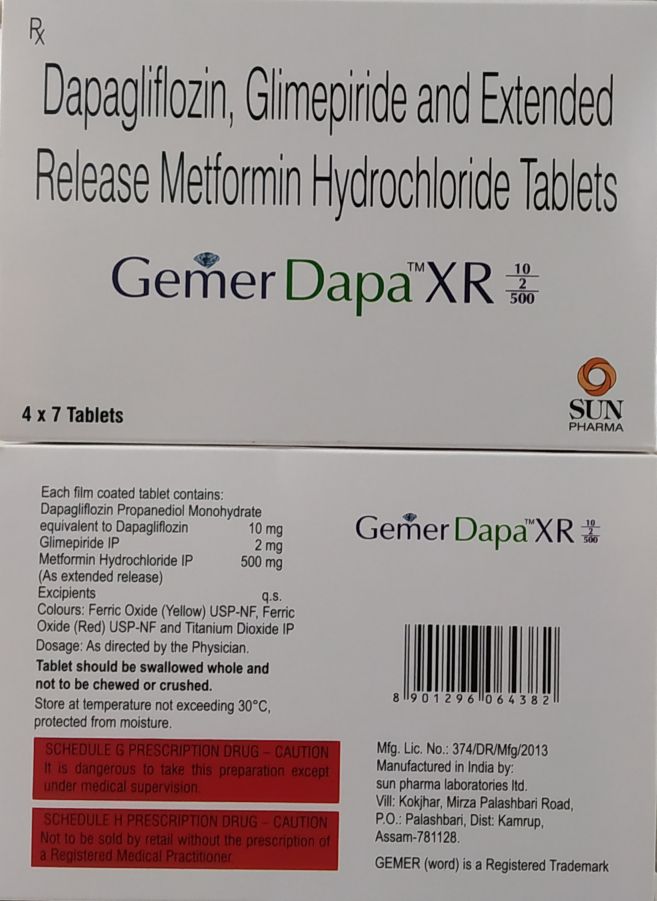 Rx
Dapagliflozin, Glimepiride and Extended
Release Metformin Hydrochloride Tablets
Gemer Dapa™ XR 10/2/500
4 x 7 Tablets
SUN
PHARMA
Each film coated tablet contains:
Dapagliflozin Propanediol Monohydrate
equivalent to Dapagliflozin 10 mg
Glimepiride IP 2 mg
Metformin Hydrochloride IP 500 mg
(As extended release)
Excipients q.s.
Colours: Ferric Oxide (Yellow) USP-NF, Ferric
Oxide (Red) USP-NF and Titanium Dioxide IP
Dosage: As directed by the Physician.
Tablet should be swallowed whole and
not to be chewed or crushed.
Store at temperature not exceeding 30°C,
protected from moisture.
SCHEDULE G PRESCRIPTION DRUG – CAUTION
It is dangerous to take this preparation except
under medical supervision.
SCHEDULE H PRESCRIPTION DRUG – CAUTION
Not to be sold by retail without the prescription of
a Registered Medical Practitioner.
Gemer Dapa™ XR 10/2/500
8 901296 064382
Mfg. Lic. No.: 374/DR/Mfg/2013
Manufactured in India by:
sun pharma laboratories ltd.
Vill: Kokjhar, Mirza Palashbari Road,
P.O.: Palashbari, Dist: Kamrup,
Assam-781128.
GEMER (word) is a Registered Trademark